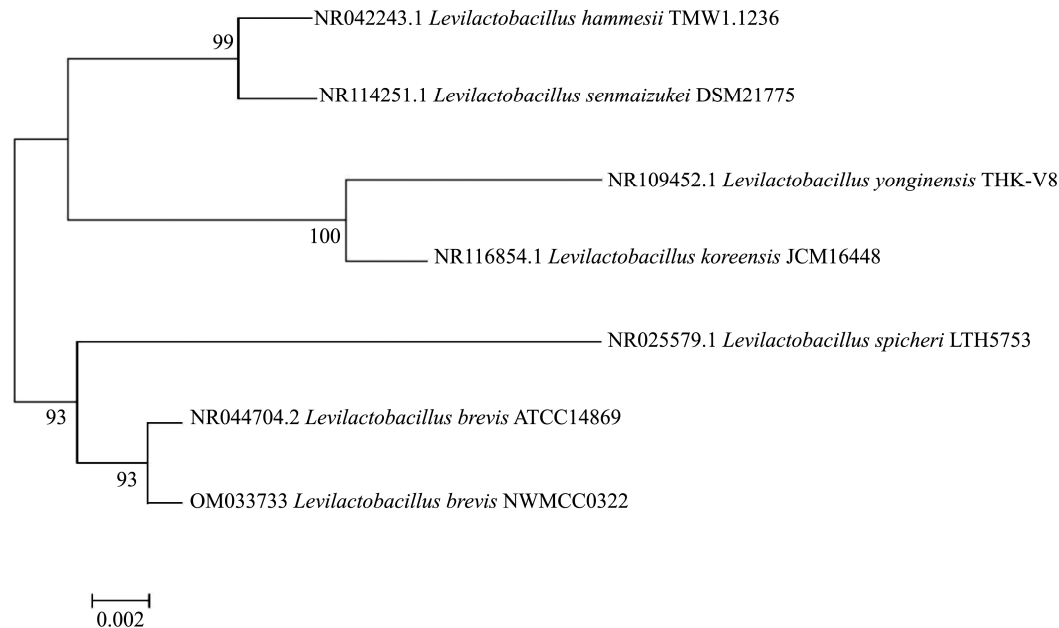 NR042243.1 Levilactobacillus hammesii TMW1.1236
99
NR114251.1 Levilactobacillus senmaizukei DSM21775
NR109452.1 Levilactobacillus yonginensis THK-V8
100
NR116854.1 Levilactobacillus koreensis JCM16448
NR025579.1 Levilactobacillus spicheri LTH5753
93
NR044704.2 Levilactobacillus brevis ATCC14869
93
OM033733 Levilactobacillus brevis NWMCC0322
0.002